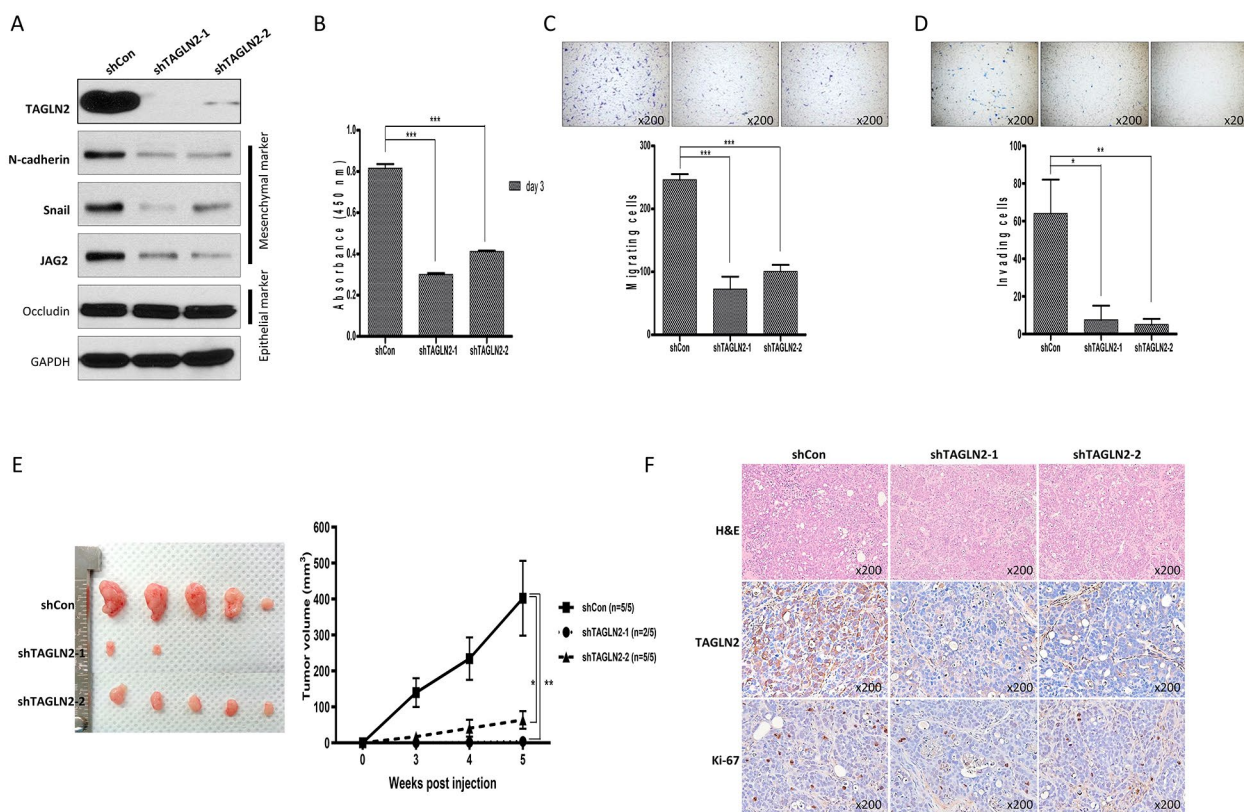 A
shCon
shTAGLN2-1
shTAGLN2-2
TAGLN2
N-cadherin
Snail
JAG2
Occludin
GAPDH
Mesenchymal marker
Epithelial marker
B
Absorbance (450 nm)
1.0
0.8
0.6
0.4
0.2
0.0
***
***
day 3
shCon
shTAGLN2-1
shTAGLN2-2
C
x200
x200
x200
Migrating cells
300
200
100
0
***
***
shCon
shTAGLN2-1
shTAGLN2-2
D
x200
x200
x200
Invading cells
100
80
60
40
20
0
**
*
shCon
shTAGLN2-1
shTAGLN2-2
E
shCon
shTAGLN2-1
shTAGLN2-2
Tumor volume (mm³)
600
500
400
300
200
100
0
0
3
4
5
Weeks post injection
* **
shCon (n=5/5)
shTAGLN2-1 (n=2/5)
shTAGLN2-2 (n=5/5)
F
shCon
shTAGLN2-1
shTAGLN2-2
H&E
x200
x200
x200
TAGLN2
x200
x200
x200
Ki-67
x200
x200
x200